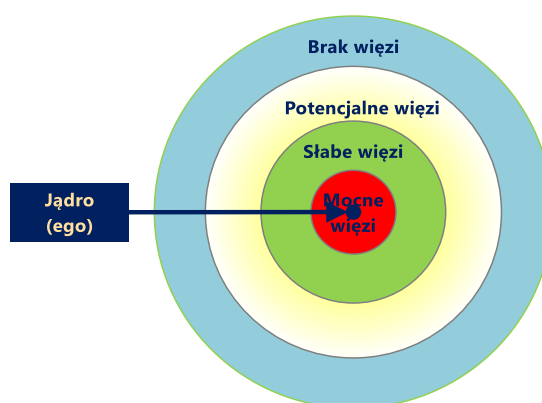 Brak więzi
Potencjalne więzi
Słabe więzi
Mocne
więzi
Jądro
(ego)